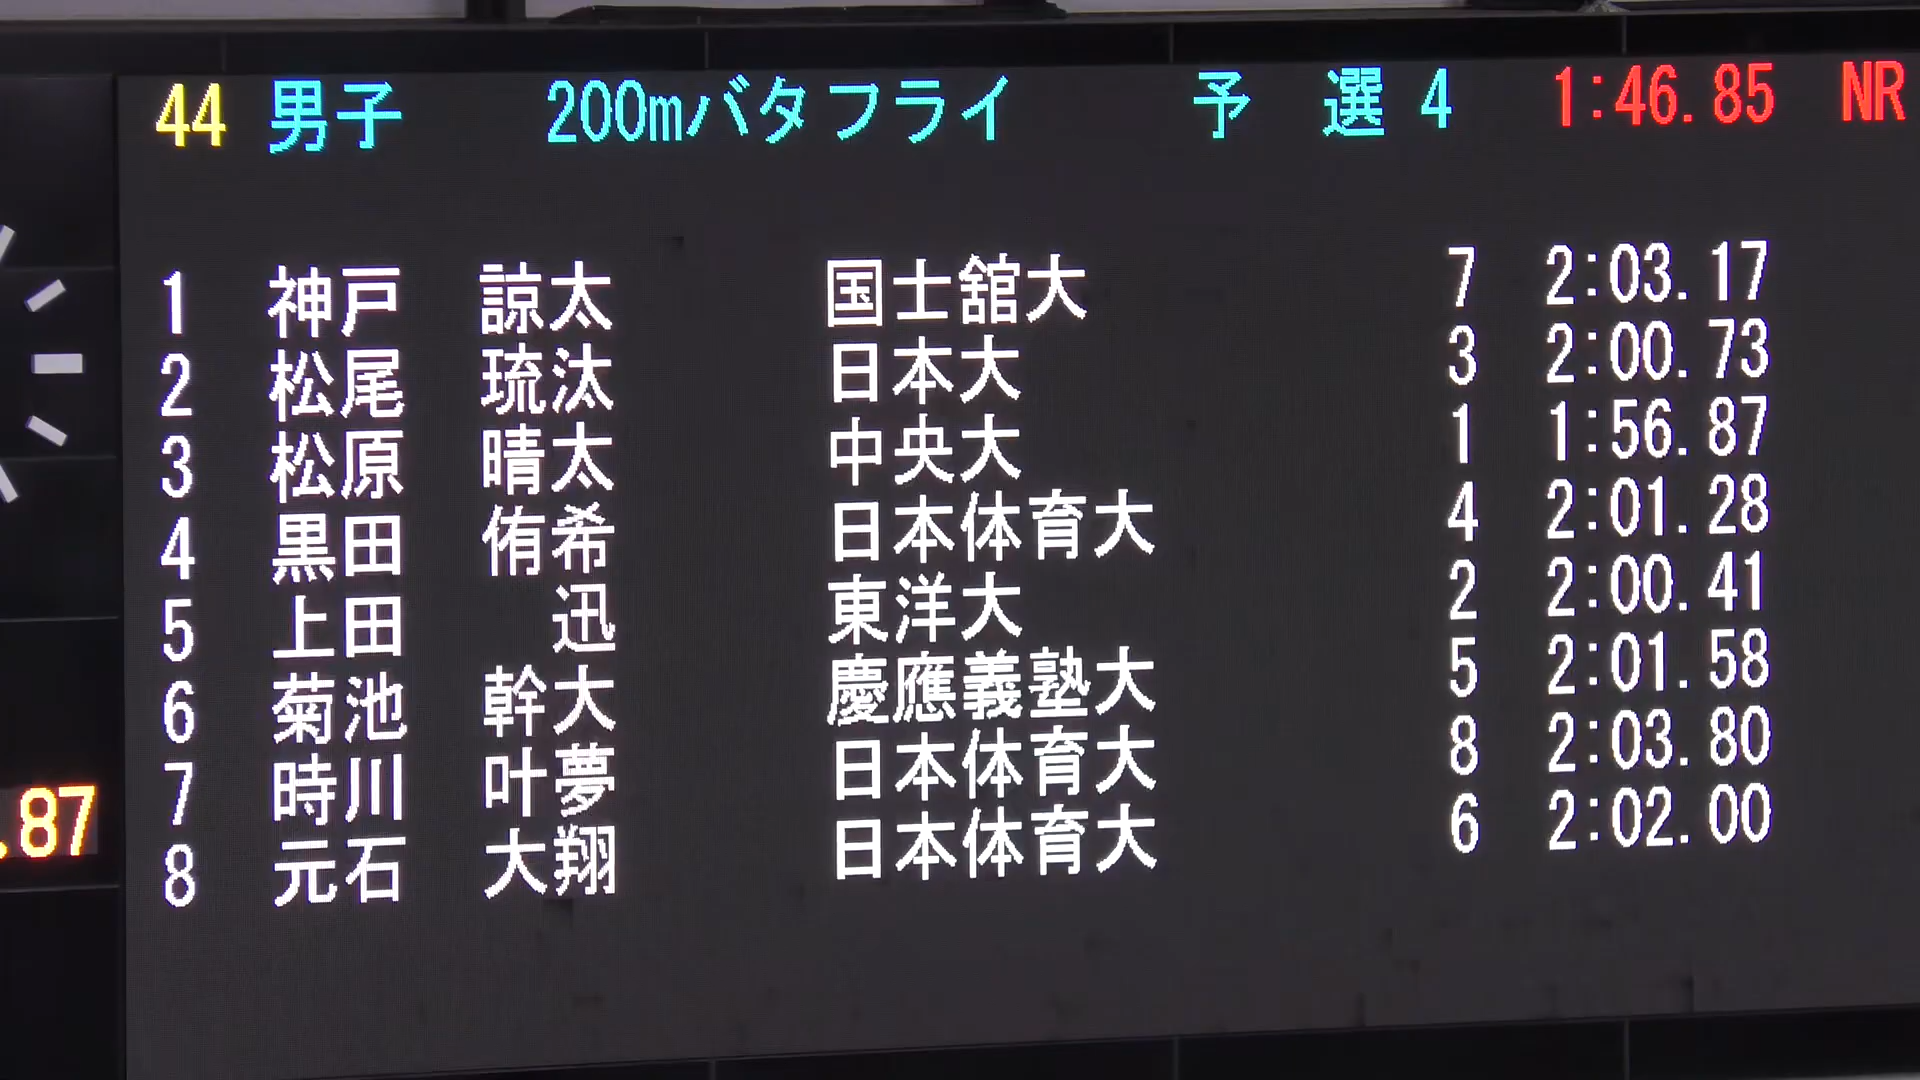 44 男子 200mバタフライ 予 選 4 1:46.85 NR
1 神戸 諒太 国士舘大 7 2:03.17
2 松尾 琉汰 日本大 3 2:00.73
3 松原 晴太 中央大 1 1:56.87
4 黒田 侑希 日本体育大 4 2:01.28
5 上田 迅 東洋大 2 2:00.41
6 菊池 幹大 慶應義塾大 5 2:01.58
7 時川 叶夢 日本体育大 8 2:03.80
8 元石 大翔 日本体育大 6 2:02.00
.87